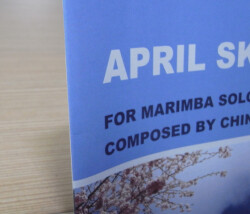 APRIL SK
FOR MARIMBA SOLO
COMPOSED BY CHIN